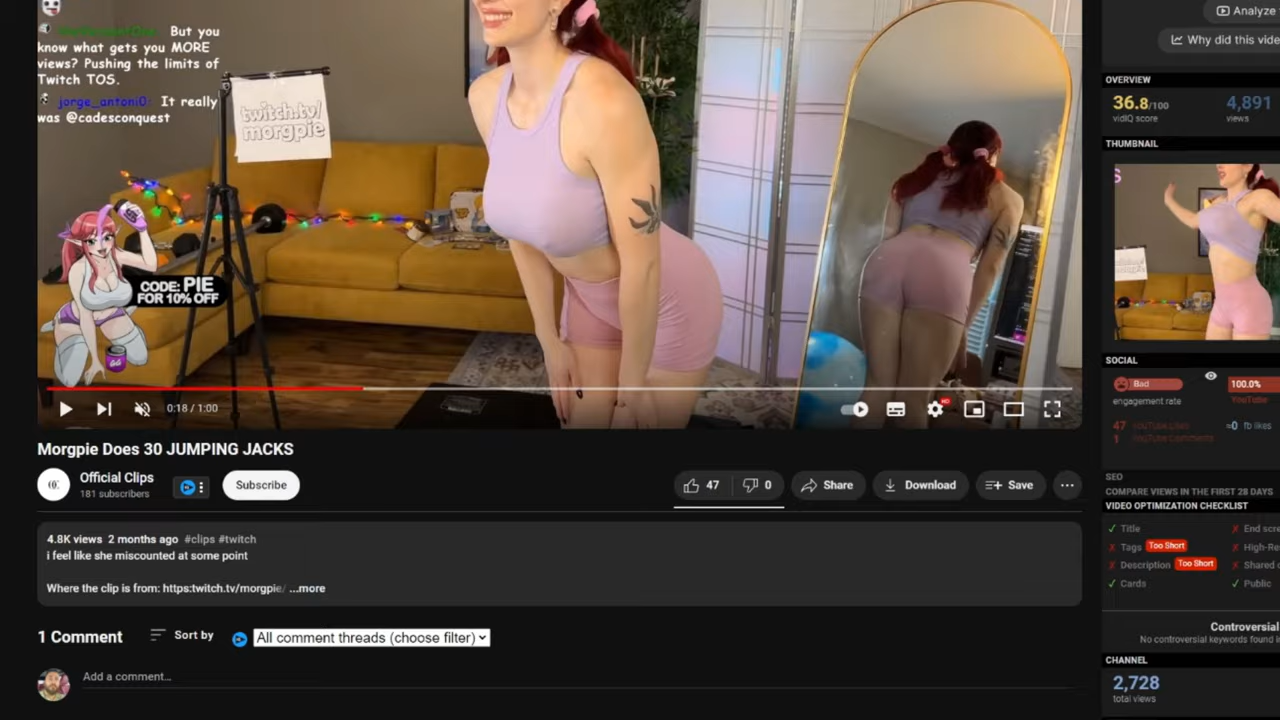 But you
know what gets you MORE
views? Pushing the limits of
Twitch TOS.
jorge_antoni0: It really
was @cadesconquest
twitch.tv/
morgpie
CODE: PIE
FOR 10% OFF
0:18 / 1:00
HD
Morgpie Does 30 JUMPING JACKS
Official Clips
181 subscribers
Subscribe
47
0
Share
Download
Save
4.8K views 2 months ago #clips #twitch
i feel like she miscounted at some point
Where the clip is from: https:twitch.tv/morgpie/ ...more
1 Comment
Sort by
All comment threads (choose filter)
Add a comment...
Analyze
Why did this vide
OVERVIEW
36.8/100
vidIQ score
4,891
views
THUMBNAIL
S
SOCIAL
Bad
engagement rate
100.0%
YouTube
47 YouTube Likes
1 YouTube Comments
≈0 fb likes
SEO
COMPARE VIEWS IN THE FIRST 28 DAYS
VIDEO OPTIMIZATION CHECKLIST
Title
End scre
Tags Too Short
High-Re
Description Too Short
Shared o
Cards
Public
Controversial
No controversial keywords found i
CHANNEL
2,728
total views